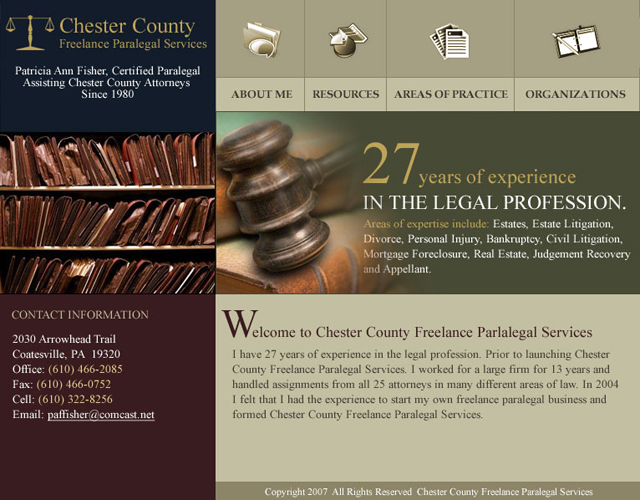 Chester County
Freelance Paralegal Services
Patricia Ann Fisher, Certified Paralegal
Assisting Chester County Attorneys
Since 1980
ABOUT ME
RESOURCES
AREAS OF PRACTICE
ORGANIZATIONS
27 years of experience
IN THE LEGAL PROFESSION.
Areas of expertise include: Estates, Estate Litigation,
Divorce, Personal Injury, Bankruptcy, Civil Litigation,
Mortgage Foreclosure, Real Estate, Judgement Recovery
and Appellant.
CONTACT INFORMATION
2030 Arrowhead Trail
Coatesville, PA 19320
Office: (610) 466-2085
Fax: (610) 466-0752
Cell: (610) 322-8256
Email: paffisher@comcast.net
Welcome to Chester County Freelance Parlalegal Services
I have 27 years of experience in the legal profession. Prior to launching Chester
County Freelance Paralegal Services. I worked for a large firm for 13 years and
handled assignments from all 25 attorneys in many different areas of law. In 2004
I felt that I had the experience to start my own freelance paralegal business and
formed Chester County Freelance Paralegal Services.
Copyright 2007 All Rights Reserved Chester County Freelance Paralegal Services